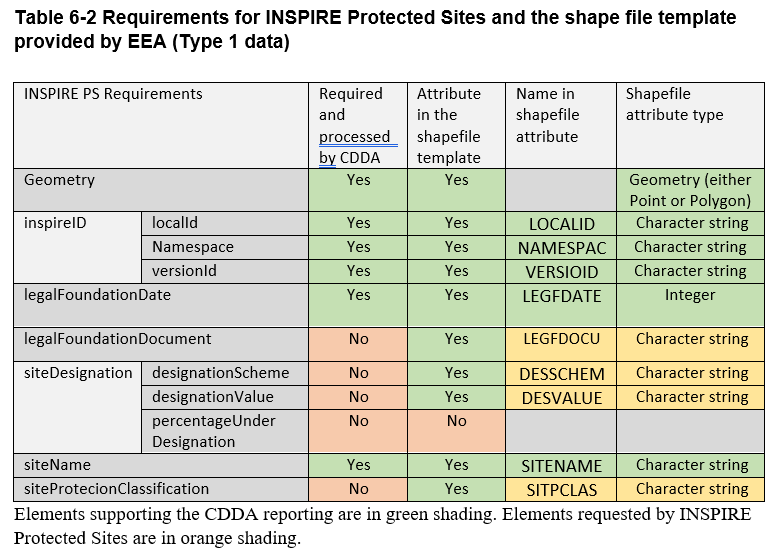 Table 6-2 Requirements for INSPIRE Protected Sites and the shape file template
provided by EEA (Type 1 data)
INSPIRE PS Requirements
Required
and
processed
by CDDA
Attribute
in the
shapefile
template
Name in
shapefile
attribute
Shapefile
attribute type
Geometry
Yes
Yes
Geometry (either
Point or Polygon)
inspireID
localId
Yes
Yes
LOCALID
Character string
Namespace
Yes
Yes
NAMESPAC
Character string
versionId
Yes
Yes
VERSIOID
Character string
legalFoundationDate
Yes
Yes
LEGFDATE
Integer
legalFoundationDocument
No
Yes
LEGFDOCU
Character string
siteDesignation
designationScheme
No
Yes
DESSCHEM
Character string
designationValue
No
Yes
DESVALUE
Character string
percentageUnder
Designation
No
No
siteName
Yes
Yes
SITENAME
Character string
siteProtecionClassification
No
Yes
SITPCLAS
Character string
Elements supporting the CDDA reporting are in green shading. Elements requested by INSPIRE
Protected Sites are in orange shading.